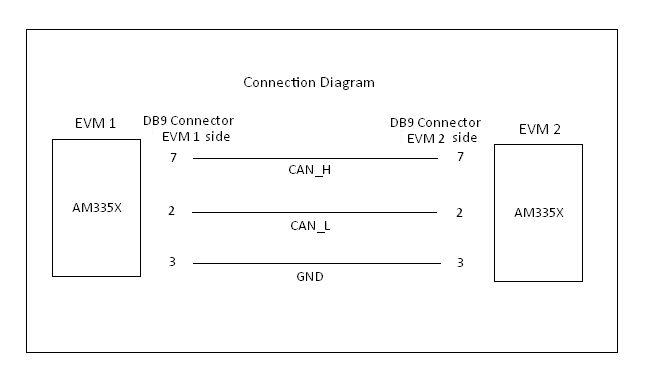 Connection Diagram
EVM 1
DB9 Connector
EVM 1 side
DB9 Connector
EVM 2 side
EVM 2
7
7
CAN_H
AM335X
2
2
AM335X
CAN_L
3
3
GND